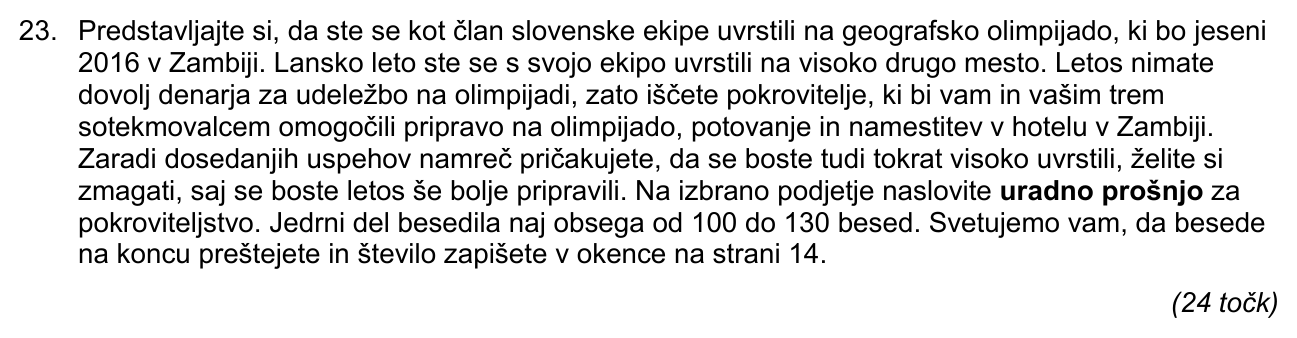 23. Predstavljajte si, da ste se kot član slovenske ekipe uvrstili na geografsko olimpijado, ki bo jeseni
2016 v Zambiji. Lansko leto ste se s svojo ekipo uvrstili na visoko drugo mesto. Letos nimate
dovolj denarja za udeležbo na olimpijadi, zato iščete pokrovitelje, ki bi vam in vašim trem
sotekmovalcem omogočili pripravo na olimpijado, potovanje in namestitev v hotelu v Zambiji.
Zaradi dosedanjih uspehov namreč pričakujete, da se boste tudi tokrat visoko uvrstili, želite si
zmagati, saj se boste letos še bolje pripravili. Na izbrano podjetje naslovite uradno prošnjo za
pokroviteljstvo. Jedrni del besedila naj obsega od 100 do 130 besed. Svetujemo vam, da besede
na koncu preštejete in število zapišete v okence na strani 14.
(24 točk)